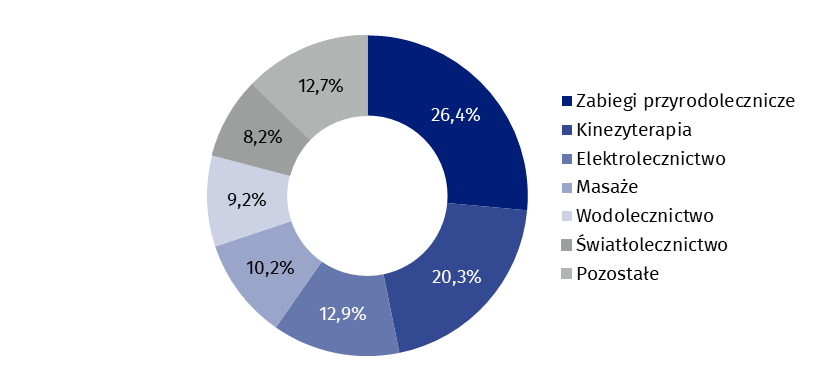 12,7%
26,4%
8,2%
9,2%
10,2%
20,3%
12,9%
Zabiegi przyrodolecznicze
Kinezyterapia
Elektrolecznictwo
Masaże
Wodolecznictwo
Światłolecznictwo
Pozostałe